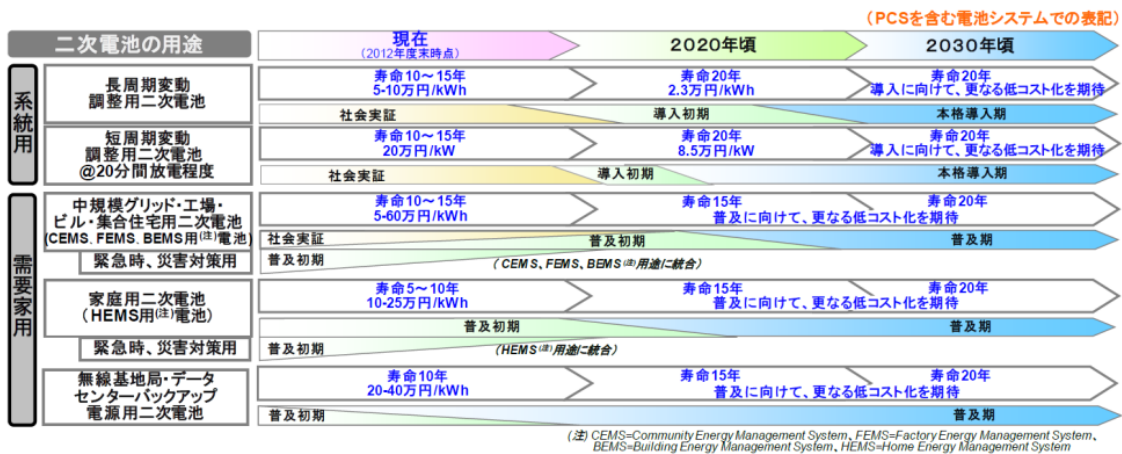 (PCSを含む電池システムでの表記)
二次電池の用途
現在
(2012年度末時点)
2020年頃
2030年頃
系統用
長周期変動
調整用二次電池
寿命10～15年
5-10万円/kWh
寿命20年
2.3万円/kWh
寿命20年
導入に向けて、更なる低コスト化を期待
社会実証
導入初期
本格導入期
短周期変動
調整用二次電池
@20分間放電程度
寿命10～15年
20万円/kW
寿命20年
8.5万円/kW
寿命20年
導入に向けて、更なる低コスト化を期待
社会実証
導入初期
本格導入期
需要家用
中規模グリッド・工場・
ビル・集合住宅用二次電池
(CEMS、FEMS、BEMS用(注)電池)
寿命10～15年
5-60万円/kWh
寿命15年
寿命20年
普及に向けて、更なる低コスト化を期待
社会実証
普及初期
普及期
緊急時、災害対策用
普及初期
(CEMS、FEMS、BEMS(注)用途に統合)
家庭用二次電池
(HEMS用(注)電池)
寿命5～10年
10-25万円/kWh
寿命15年
寿命20年
普及に向けて、更なる低コスト化を期待
普及初期
普及期
緊急時、災害対策用
普及初期
(HEMS(注)用途に統合)
無線基地局・データ
センターバックアップ
電源用二次電池
寿命10年
20-40万円/kWh
寿命15年
寿命20年
普及に向けて、更なる低コスト化を期待
普及初期
普及期
(注) CEMS=Community Energy Management System、FEMS=Factory Energy Management System、
BEMS=Building Energy Management System、HEMS=Home Energy Management System